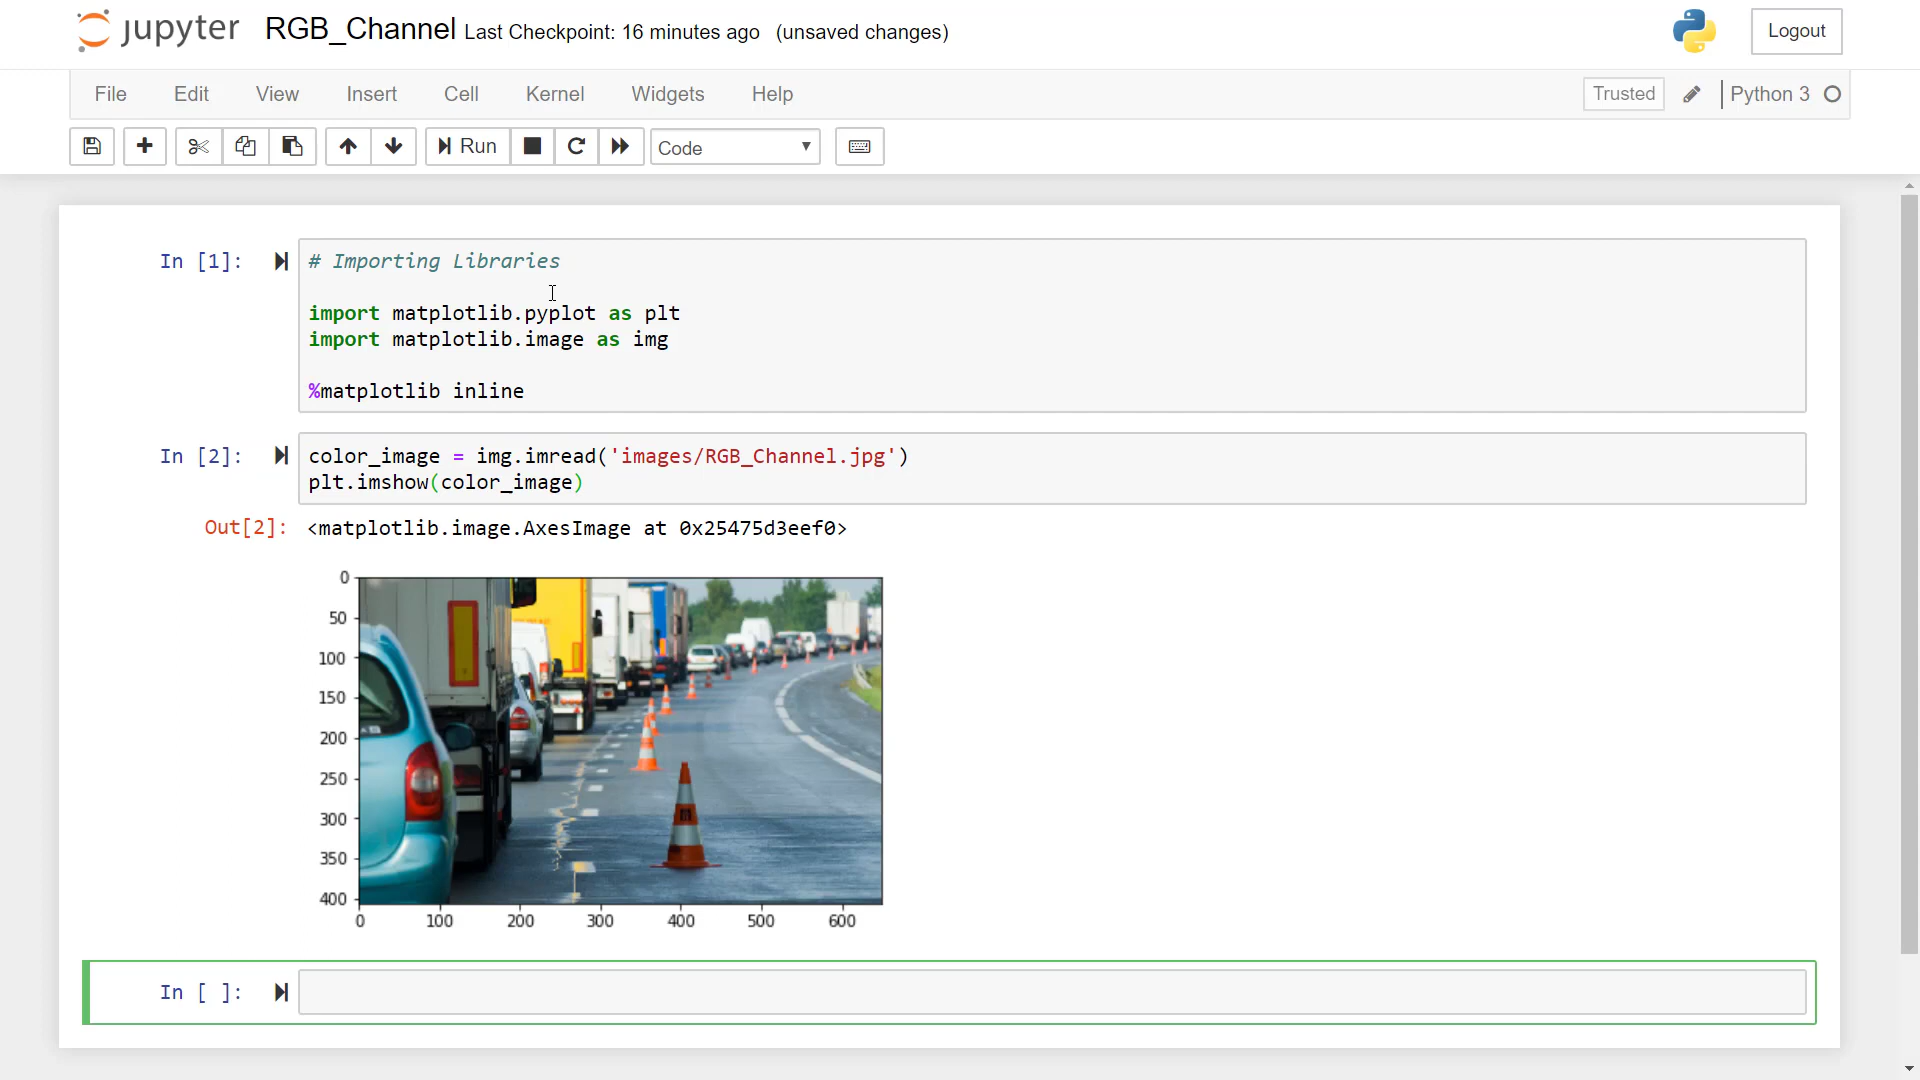 jupyter RGB_Channel Last Checkpoint: 16 minutes ago (unsaved changes) Logout
File Edit View Insert Cell Kernel Widgets Help Trusted Python 3
Run Code
In [1]: # Importing Libraries
import matplotlib.pyplot as plt
import matplotlib.image as img
%matplotlib inline
In [2]: color_image = img.imread('images/RGB_Channel.jpg')
plt.imshow(color_image)
Out[2]: <matplotlib.image.AxesImage at 0x25475d3eef0>
0
50
100
150
200
250
300
350
400
0 100 200 300 400 500 600
In [ ]: